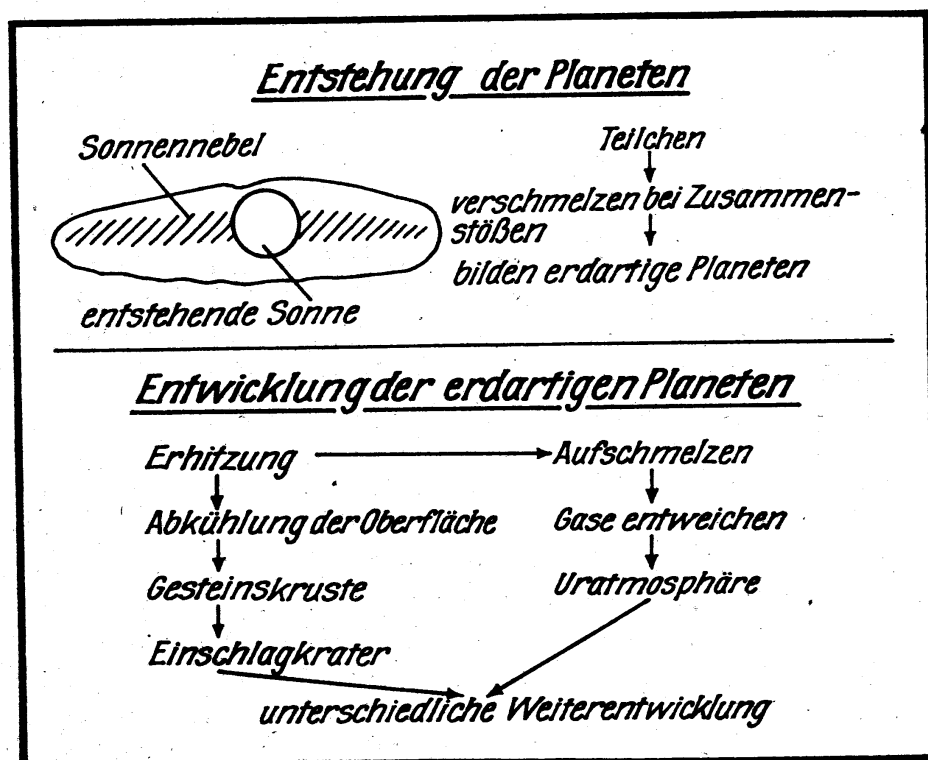 Entstehung der Planeten
Sonnennebel
entstehende Sonne
Teilchen
verschmelzen bei Zusammen-
stößen
bilden erdartige Planeten
Entwicklung der erdartigen Planeten
Erhitzung
Aufschmelzen
Abkühlung der Oberfläche
Gase entweichen
Gesteinskruste
Uratmosphäre
Einschlagkrater
unterschiedliche Weiterentwicklung